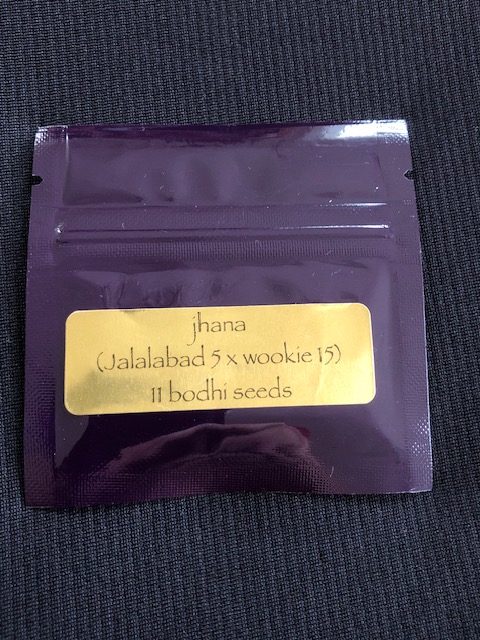 jhana
(Jalalabad 5 x wookie 15)
11 bodhi seeds